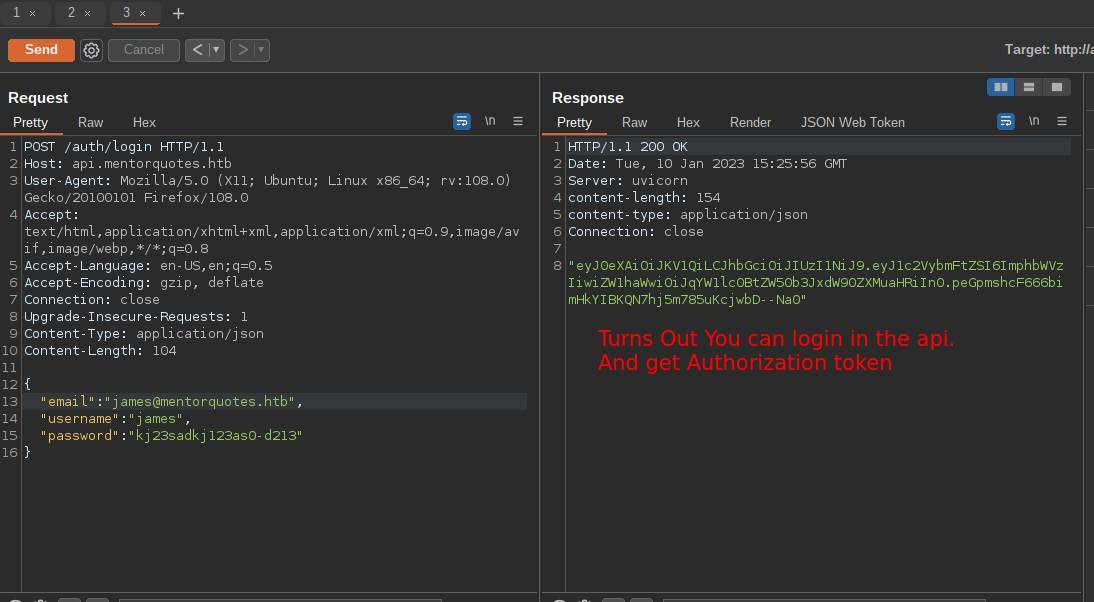 1 × 2 × 3 × +
Send Cancel < > Target: http://a
Request
Pretty Raw Hex \n
1 POST /auth/login HTTP/1.1
2 Host: api.mentorquotes.htb
3 User-Agent: Mozilla/5.0 (X11; Ubuntu; Linux x86_64; rv:108.0)
Gecko/20100101 Firefox/108.0
4 Accept:
text/html,application/xhtml+xml,application/xml;q=0.9,image/av
if,image/webp,*/*;q=0.8
5 Accept-Language: en-US,en;q=0.5
6 Accept-Encoding: gzip, deflate
7 Connection: close
8 Upgrade-Insecure-Requests: 1
9 Content-Type: application/json
10 Content-Length: 104
11
12 {
13 "email":"james@mentorquotes.htb",
14 "username":"james",
15 "password":"kj23sadkj123as0-d213"
16 }
Response
Pretty Raw Hex Render JSON Web Token \n
1 HTTP/1.1 200 OK
2 Date: Tue, 10 Jan 2023 15:25:56 GMT
3 Server: uvicorn
4 content-length: 154
5 content-type: application/json
6 Connection: close
7
8 "eyJ0eXAiOiJKV1QiLCJhbGciOiJIUzI1NiJ9.eyJ1c2VybmFtZSI6ImphbWVz
IiwiZW1haWwiOiJqYW1lc0BtZW50b3JxdW90ZXMuaHRiIn0.peGpmshcF666bi
mHkYIBKQN7hj5m785uKcjwbD--Na0"
Turns Out You can login in the api.
And get Authorization token